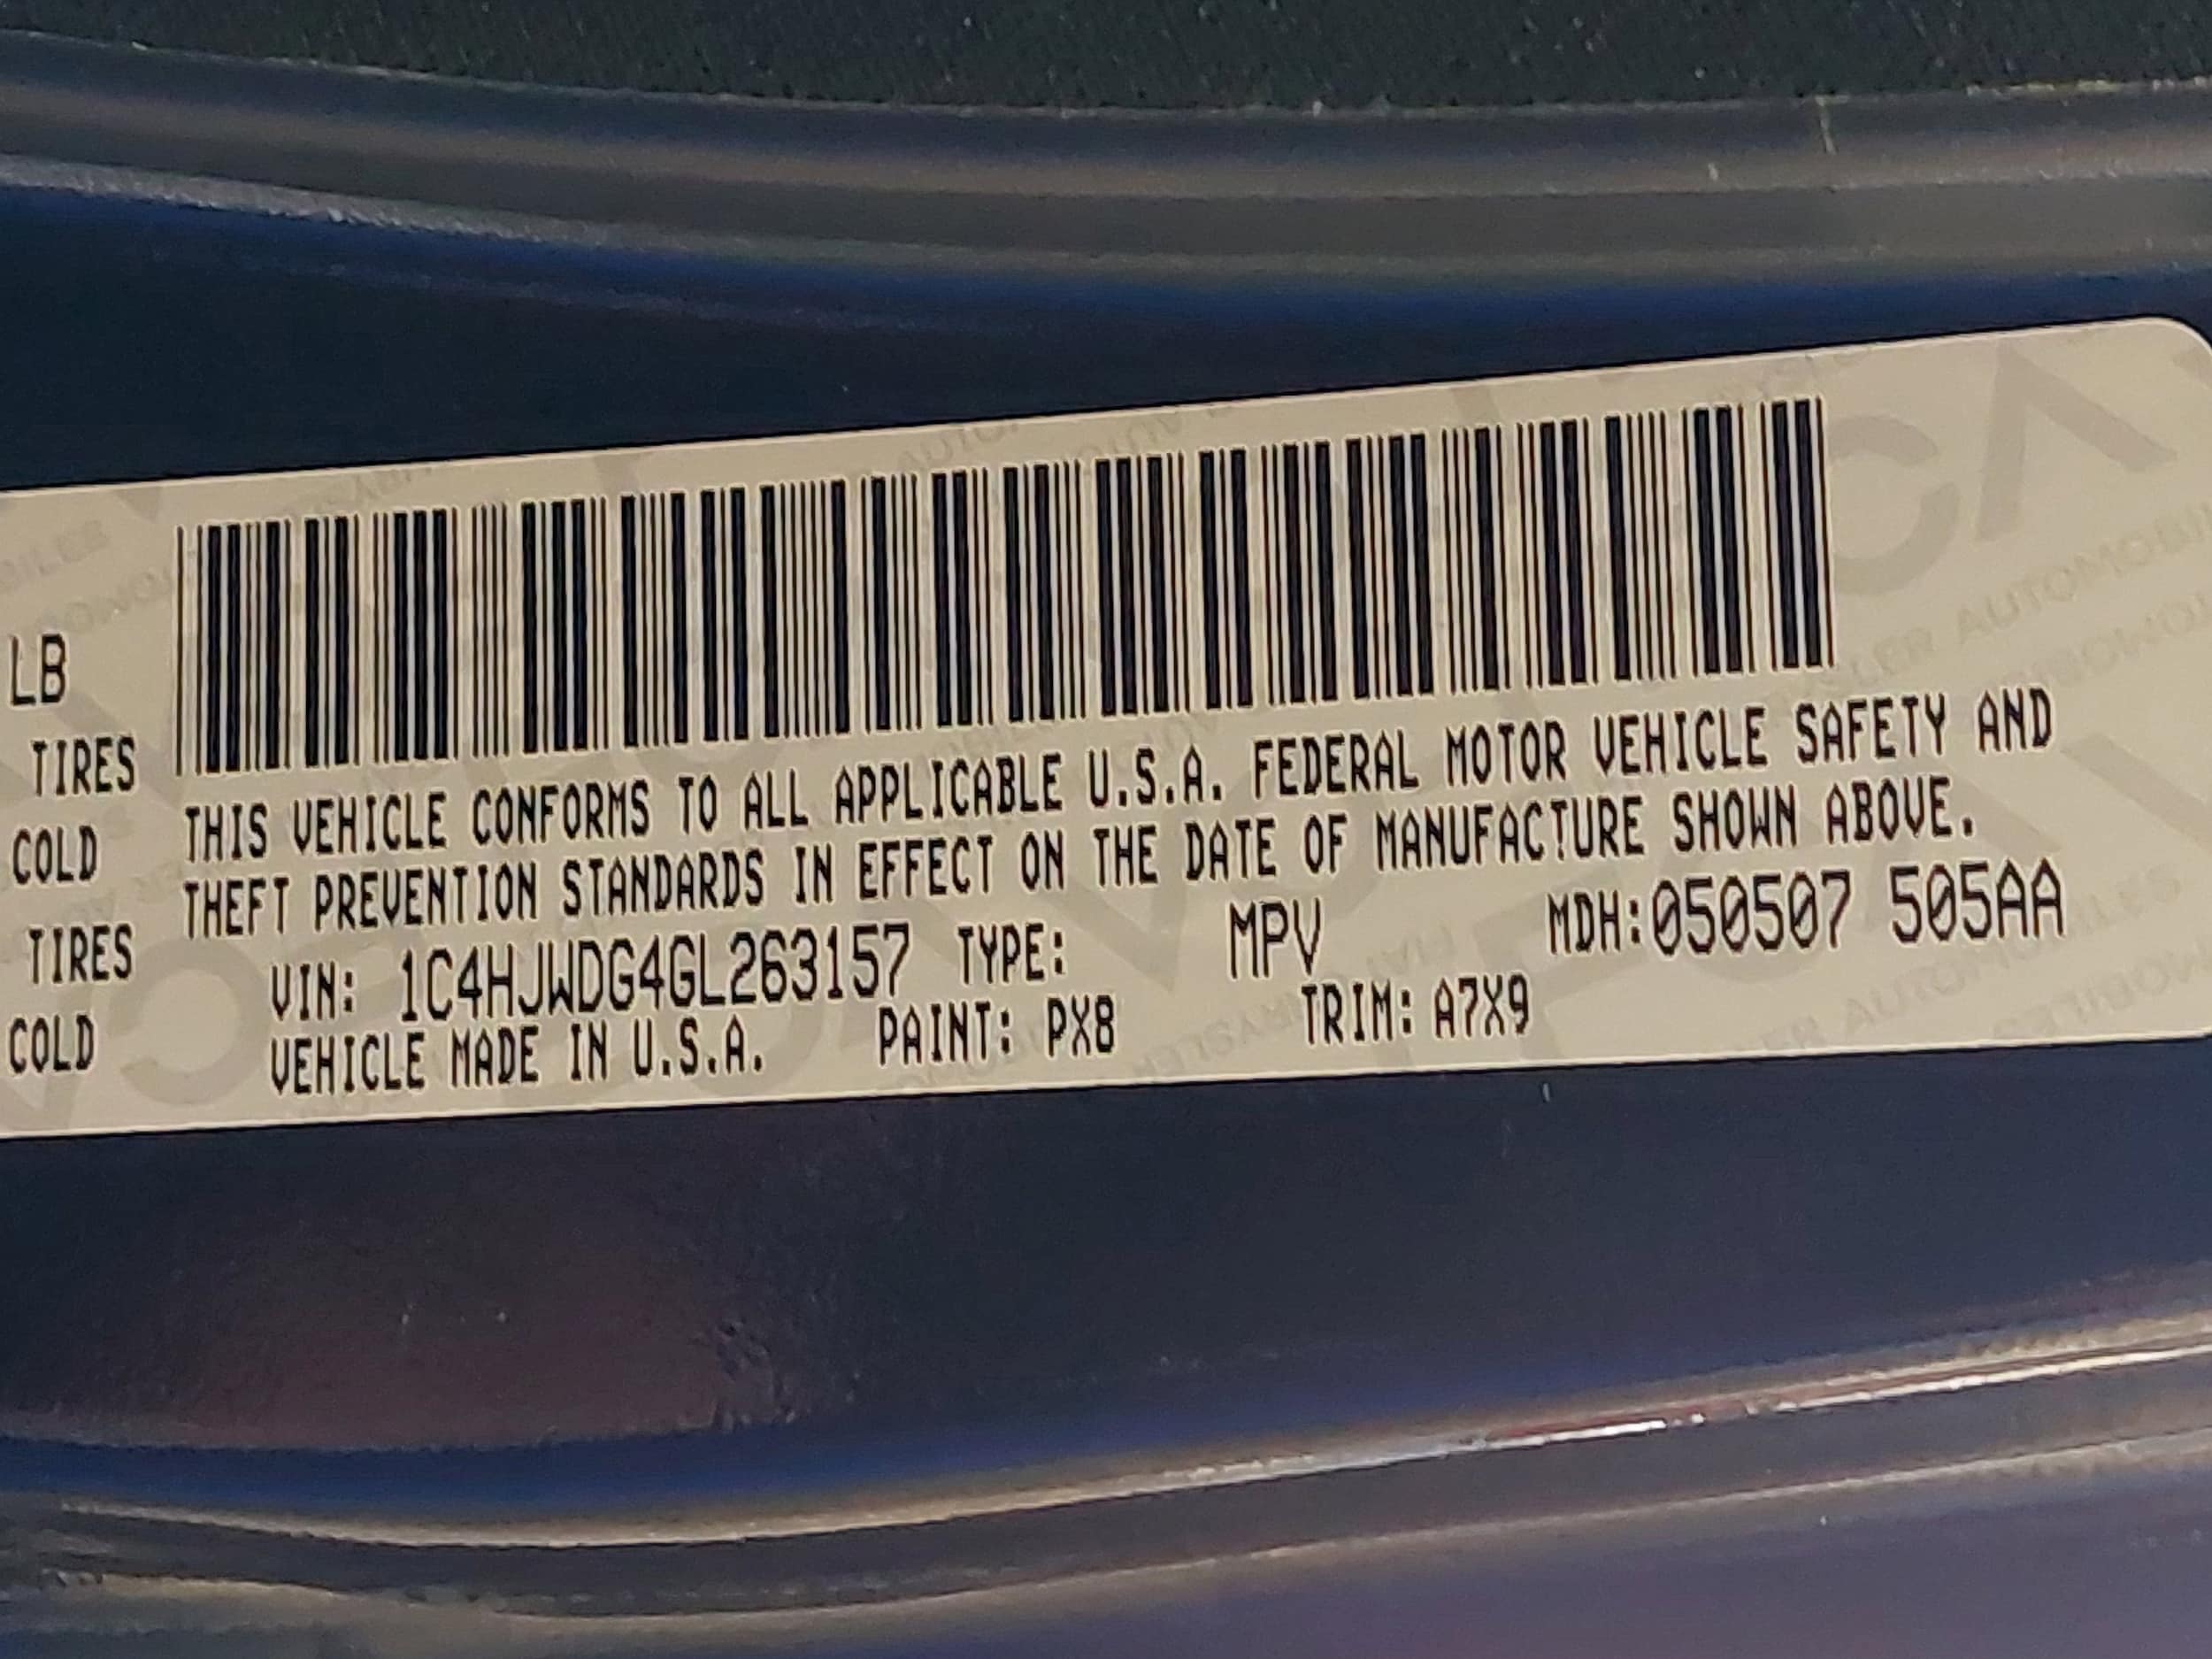 LB
TIRES
COLD
TIRES
COLD
THIS VEHICLE CONFORMS TO ALL APPLICABLE U.S.A. FEDERAL MOTOR VEHICLE SAFETY AND
THEFT PREVENTION STANDARDS IN EFFECT ON THE DATE OF MANUFACTURE SHOWN ABOVE.
VIN: 1C4HJWDG4GL263157 TYPE: MPV MDH:050507 505AA
VEHICLE MADE IN U.S.A. PAINT: PX8 TRIM: A7X9